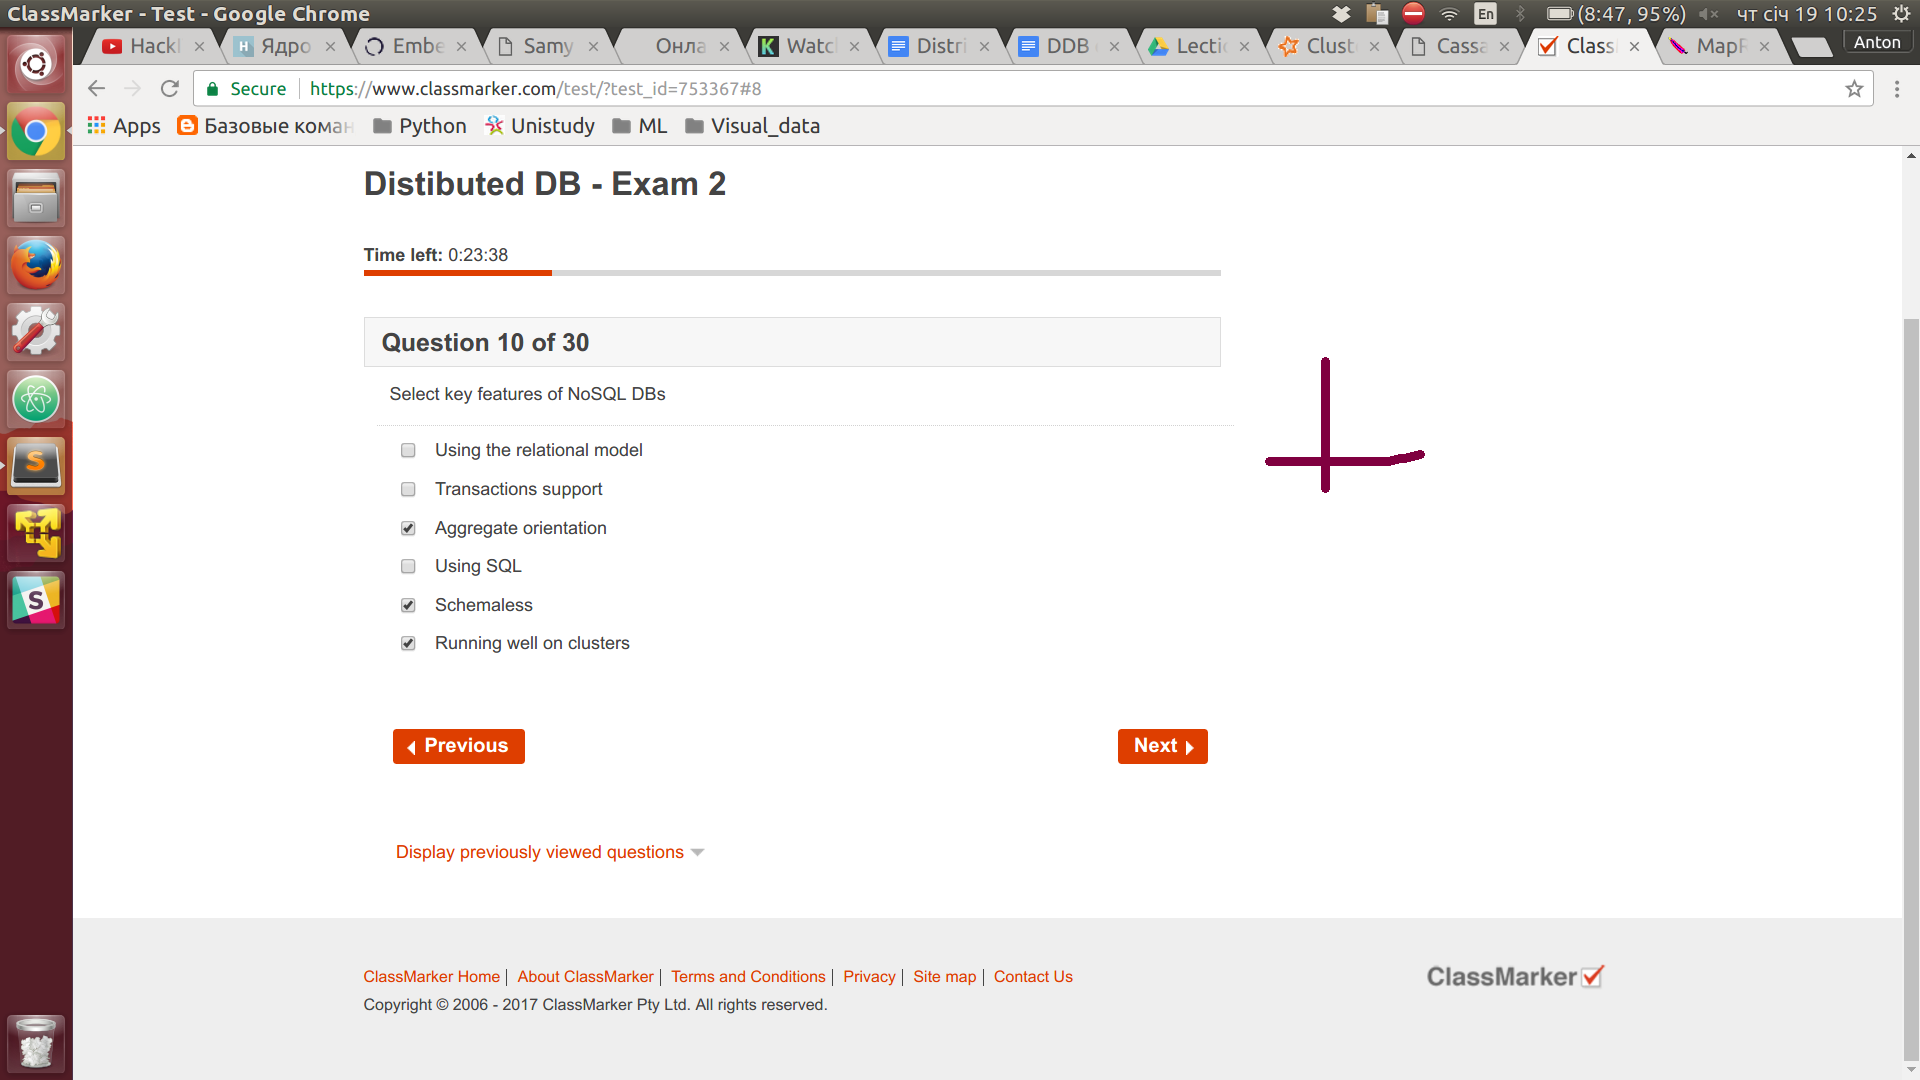 ClassMarker - Test - Google Chrome
En
(8:47, 95%)
чт січ 19 10:25
Hackl
Ядро
Embe
Samy
Онла
Watc
Distri
DDB
Lecti
Clust
Cassa
Class
MapR
Anton
Secure
https://www.classmarker.com/test/?test_id=753367#8
Apps
Базовые коман
Python
Unistudy
ML
Visual_data
Distibuted DB - Exam 2
Time left: 0:23:38
Question 10 of 30
Select key features of NoSQL DBs
Using the relational model
Transactions support
Aggregate orientation
Using SQL
Schemaless
Running well on clusters
Previous
Next
Display previously viewed questions
ClassMarker Home | About ClassMarker | Terms and Conditions | Privacy | Site map | Contact Us
ClassMarker
Copyright © 2006 - 2017 ClassMarker Pty Ltd. All rights reserved.